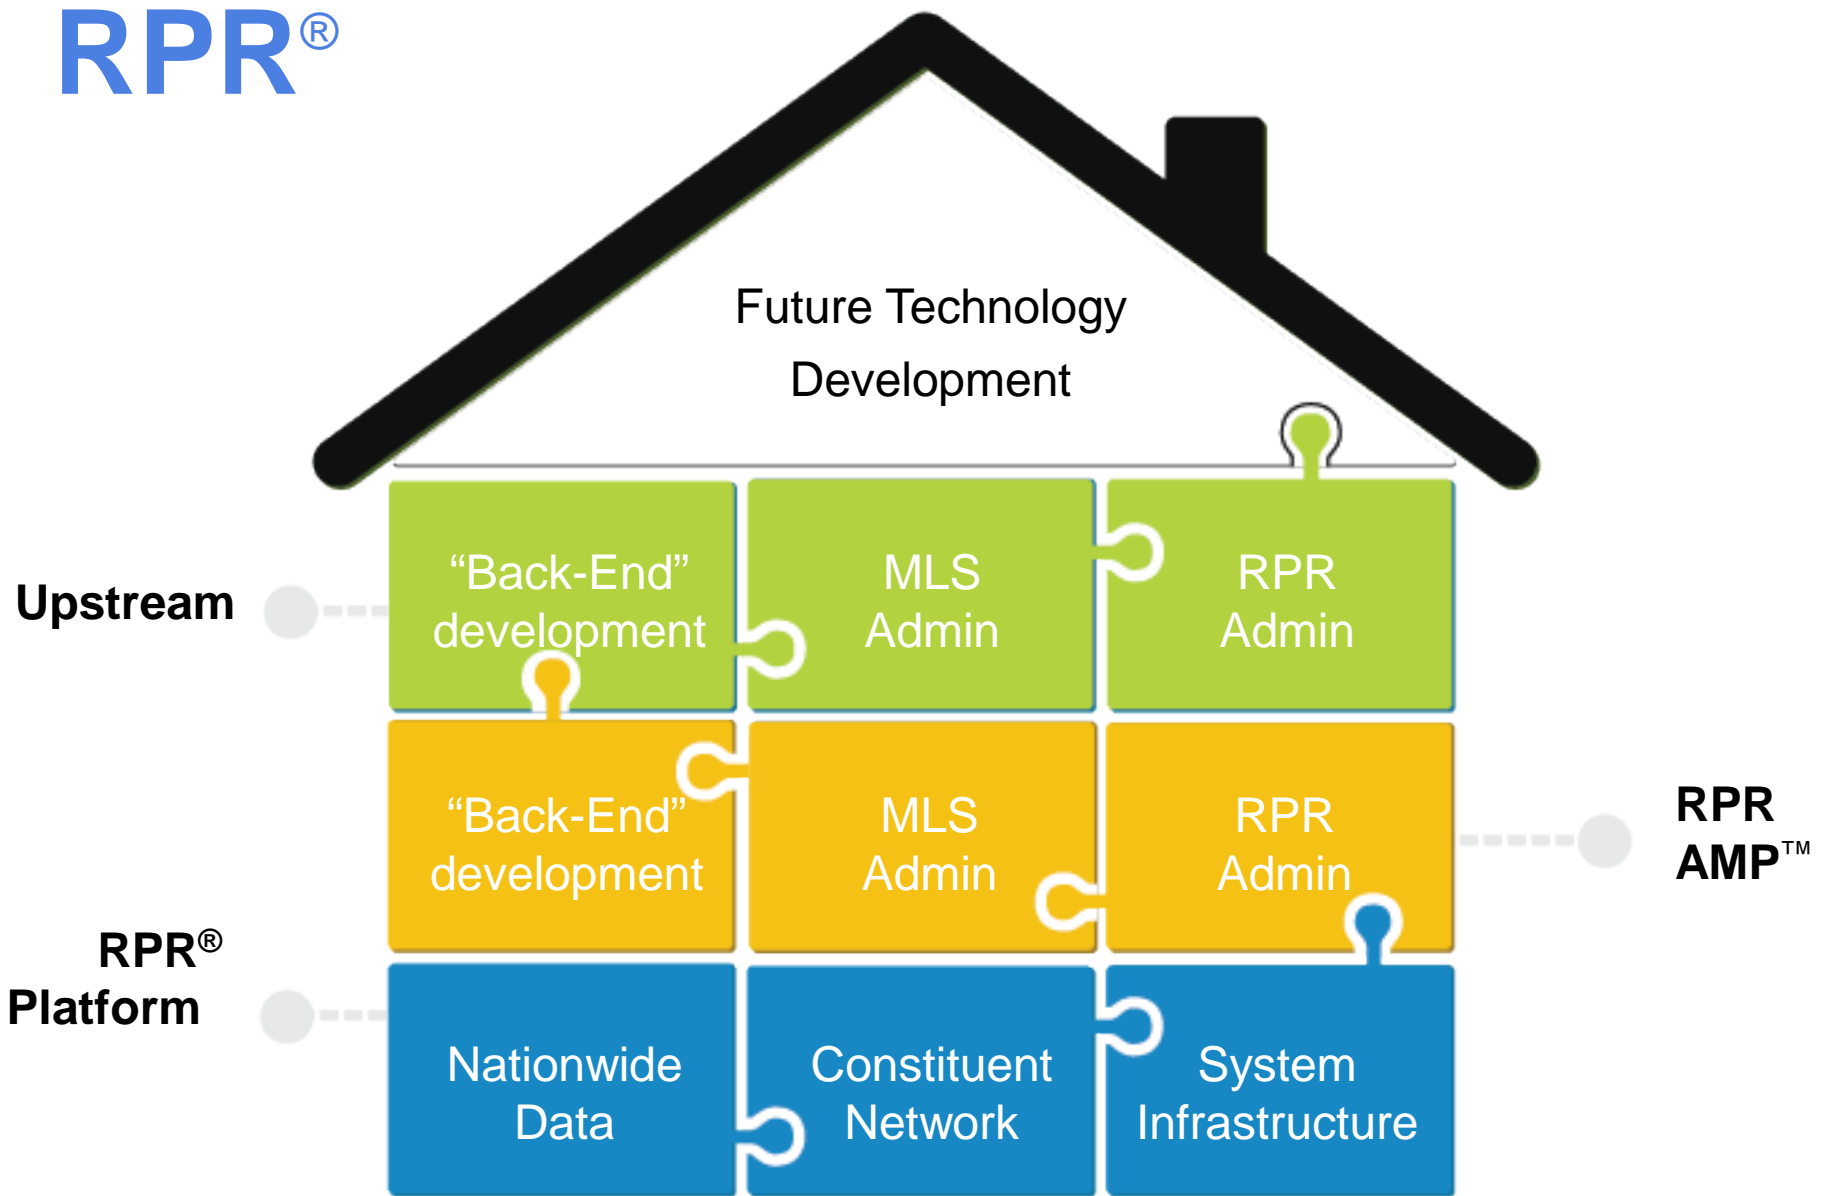 RPR®
Future Technology
Development
Upstream
“Back-End”
development
MLS
Admin
RPR
Admin
“Back-End”
development
MLS
Admin
RPR
Admin
RPR
AMP™
RPR®
Platform
Nationwide
Data
Constituent
Network
System
Infrastructure